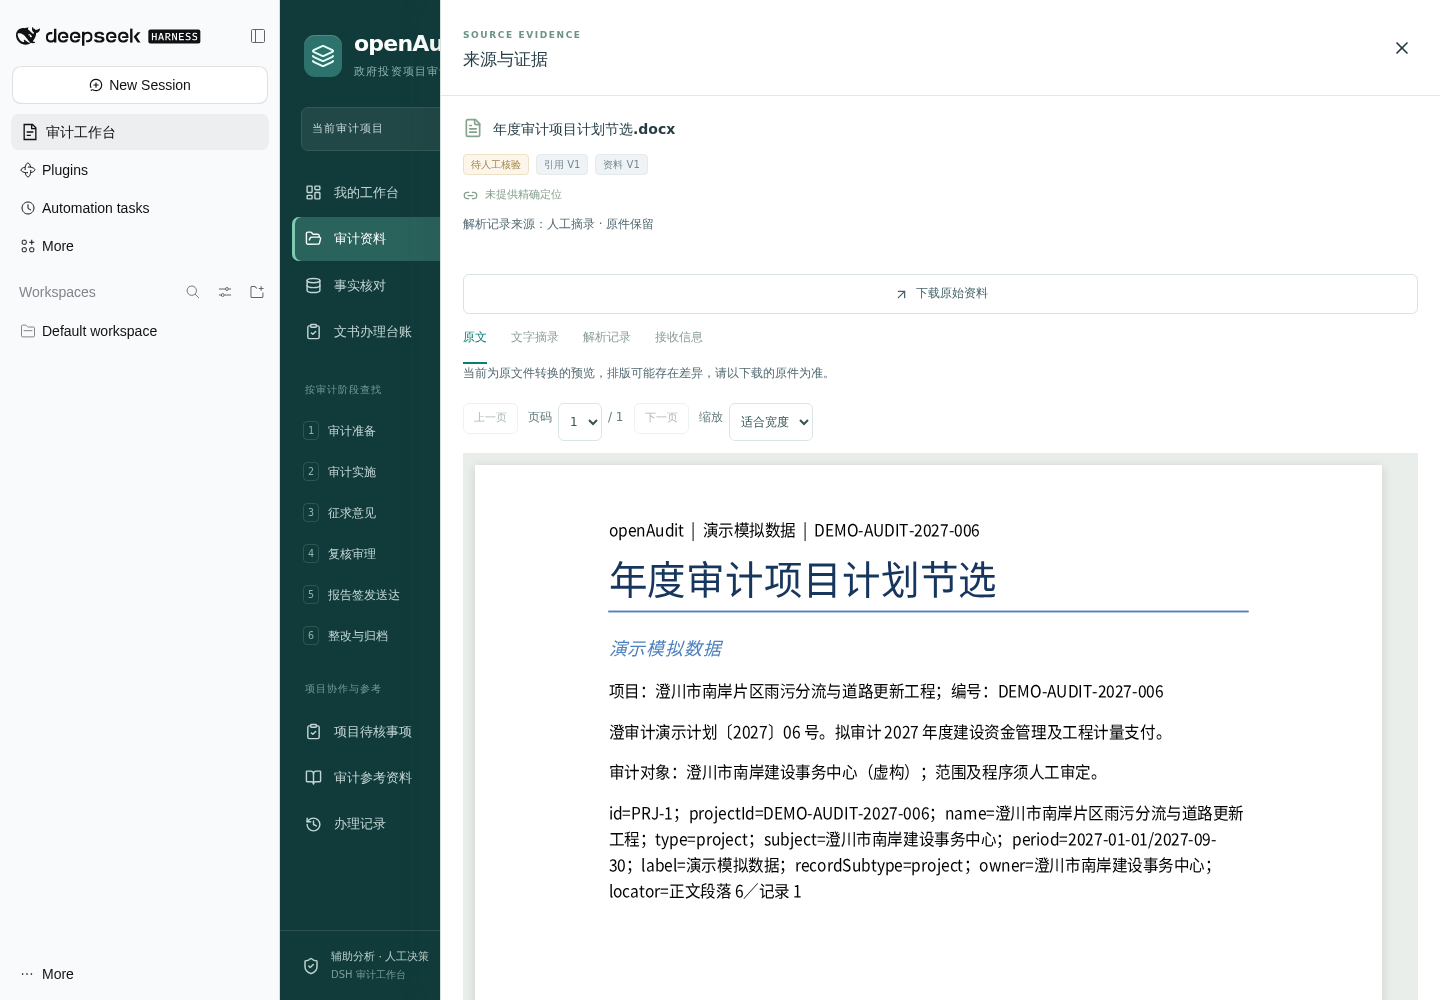 deepseek HARNESS
New Session
审计工作台
Plugins
Automation tasks
More
Workspaces
Default workspace
More
openAu
政府投资项目审
当前审计项目
我的工作台
审计资料
事实核对
文书办理台账
按审计阶段查找
1 审计准备
2 审计实施
3 征求意见
4 复核审理
5 报告签发送达
6 整改与归档
项目协作与参考
项目待核事项
审计参考资料
办理记录
辅助分析 · 人工决策
DSH 审计工作台
SOURCE EVIDENCE
来源与证据
年度审计项目计划节选.docx
待人工核验 引用 V1 资料 V1
未提供精确定位
解析记录来源：人工摘录 · 原件保留
下载原始资料
原文 文字摘录 解析记录 接收信息
当前为原文件转换的预览，排版可能存在差异，请以下载的原件为准。
上一页 页码 1 / 1 下一页 缩放 适合宽度
openAudit｜演示模拟数据｜DEMO-AUDIT-2027-006
年度审计项目计划节选
演示模拟数据
项目：澄川市南岸片区雨污分流与道路更新工程；编号：DEMO-AUDIT-2027-006
澄审计演示计划〔2027〕06 号。拟审计 2027 年度建设资金管理及工程计量支付。
审计对象：澄川市南岸建设事务中心（虚构）；范围及程序须人工审定。
id=PRJ-1；projectId=DEMO-AUDIT-2027-006；name=澄川市南岸片区雨污分流与道路更新
工程；type=project；subject=澄川市南岸建设事务中心；period=2027-01-01/2027-09-
30；label=演示模拟数据；recordSubtype=project；owner=澄川市南岸建设事务中心；
locator=正文段落 6／记录 1